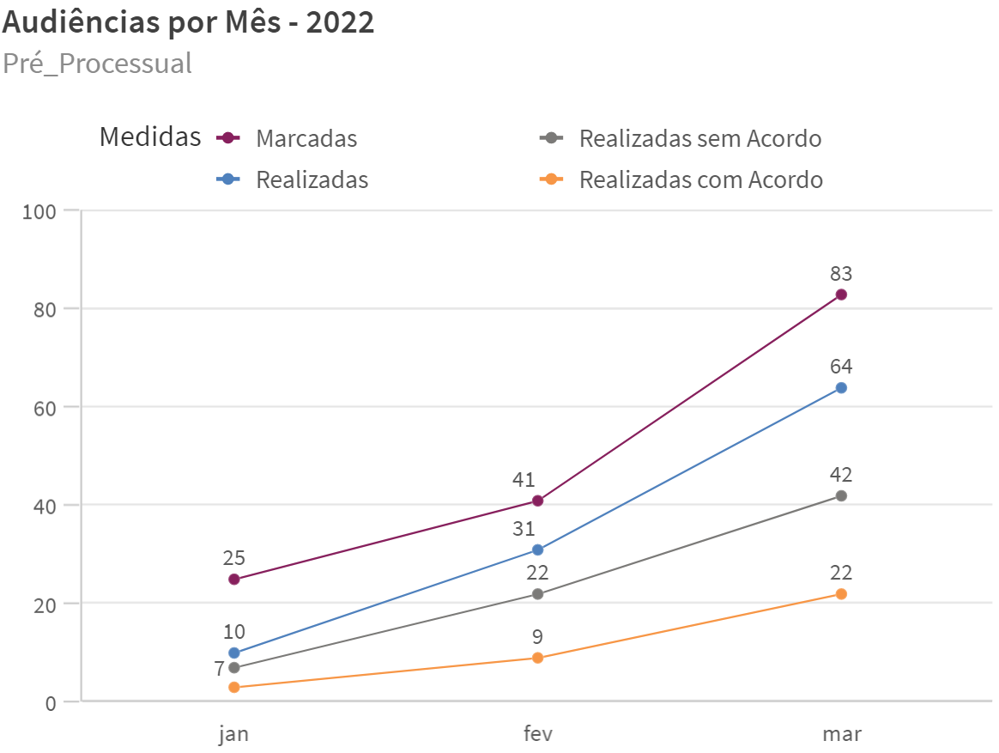 Audiências por Mês - 2022
Pré_Processual
Medidas
Marcadas
Realizadas sem Acordo
Realizadas
Realizadas com Acordo
100
80
60
40
20
0
83
64
42
22
41
31
22
9
25
10
7
jan fev mar